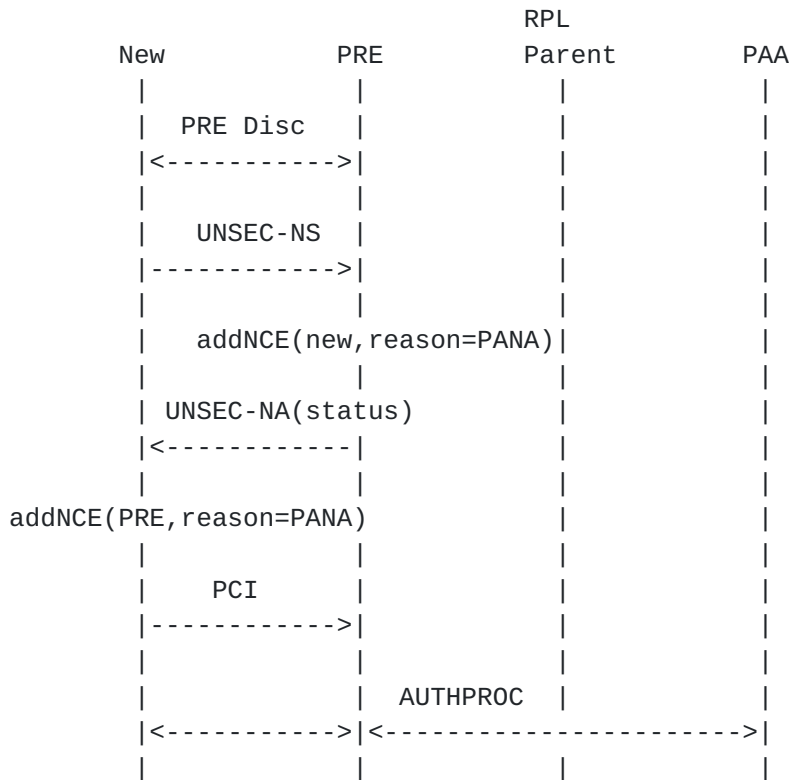 RPL
New PRE Parent PAA
| | | |
| PRE Disc | | |
|<----------->| | |
| | | |
| UNSEC-NS | | |
|------------>| | |
| | | |
| addNCE(new,reason=PANA)| |
| | | |
| UNSEC-NA(status) | |
|<------------| | |
| | | |
addNCE(PRE,reason=PANA) | |
| | | |
| PCI | | |
|------------>| | |
| | | |
| | AUTHPROC | |
|<----------->|<----------------------->|
| | | |